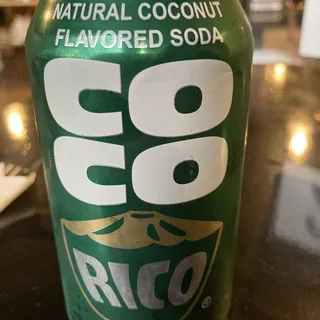 NATURAL COCONUT
FLAVORED SODA
CO
CO
RICO®